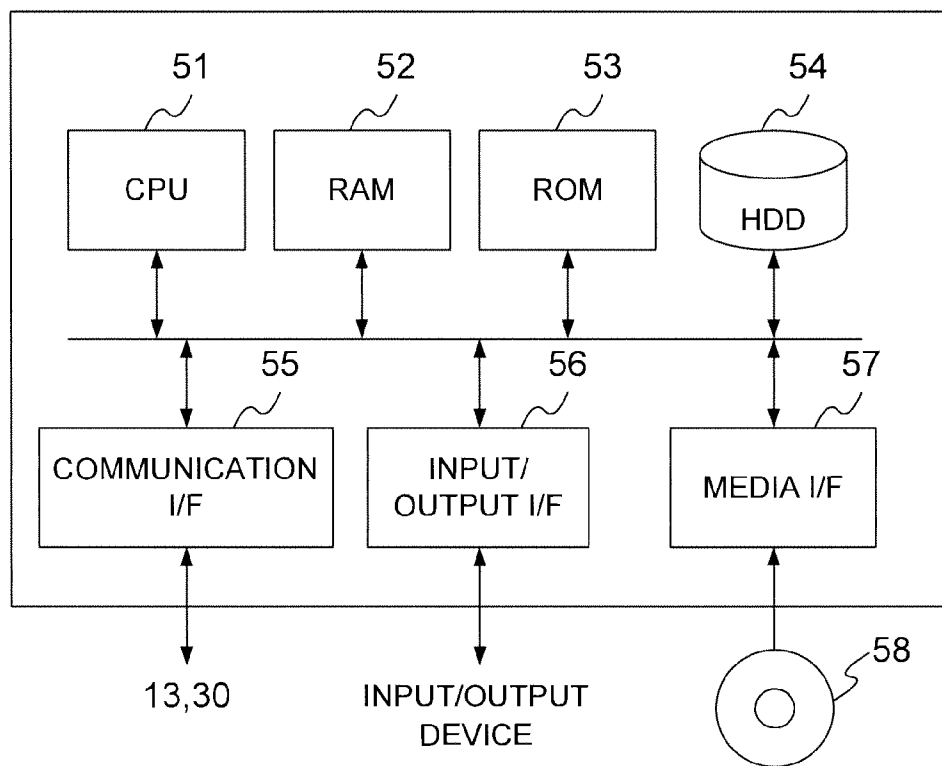 51
52
53
54
CPU
RAM
ROM
HDD
55
56
57
COMMUNICATION
I/F
INPUT/
OUTPUT I/F
MEDIA I/F
58
13,30
INPUT/OUTPUT
DEVICE